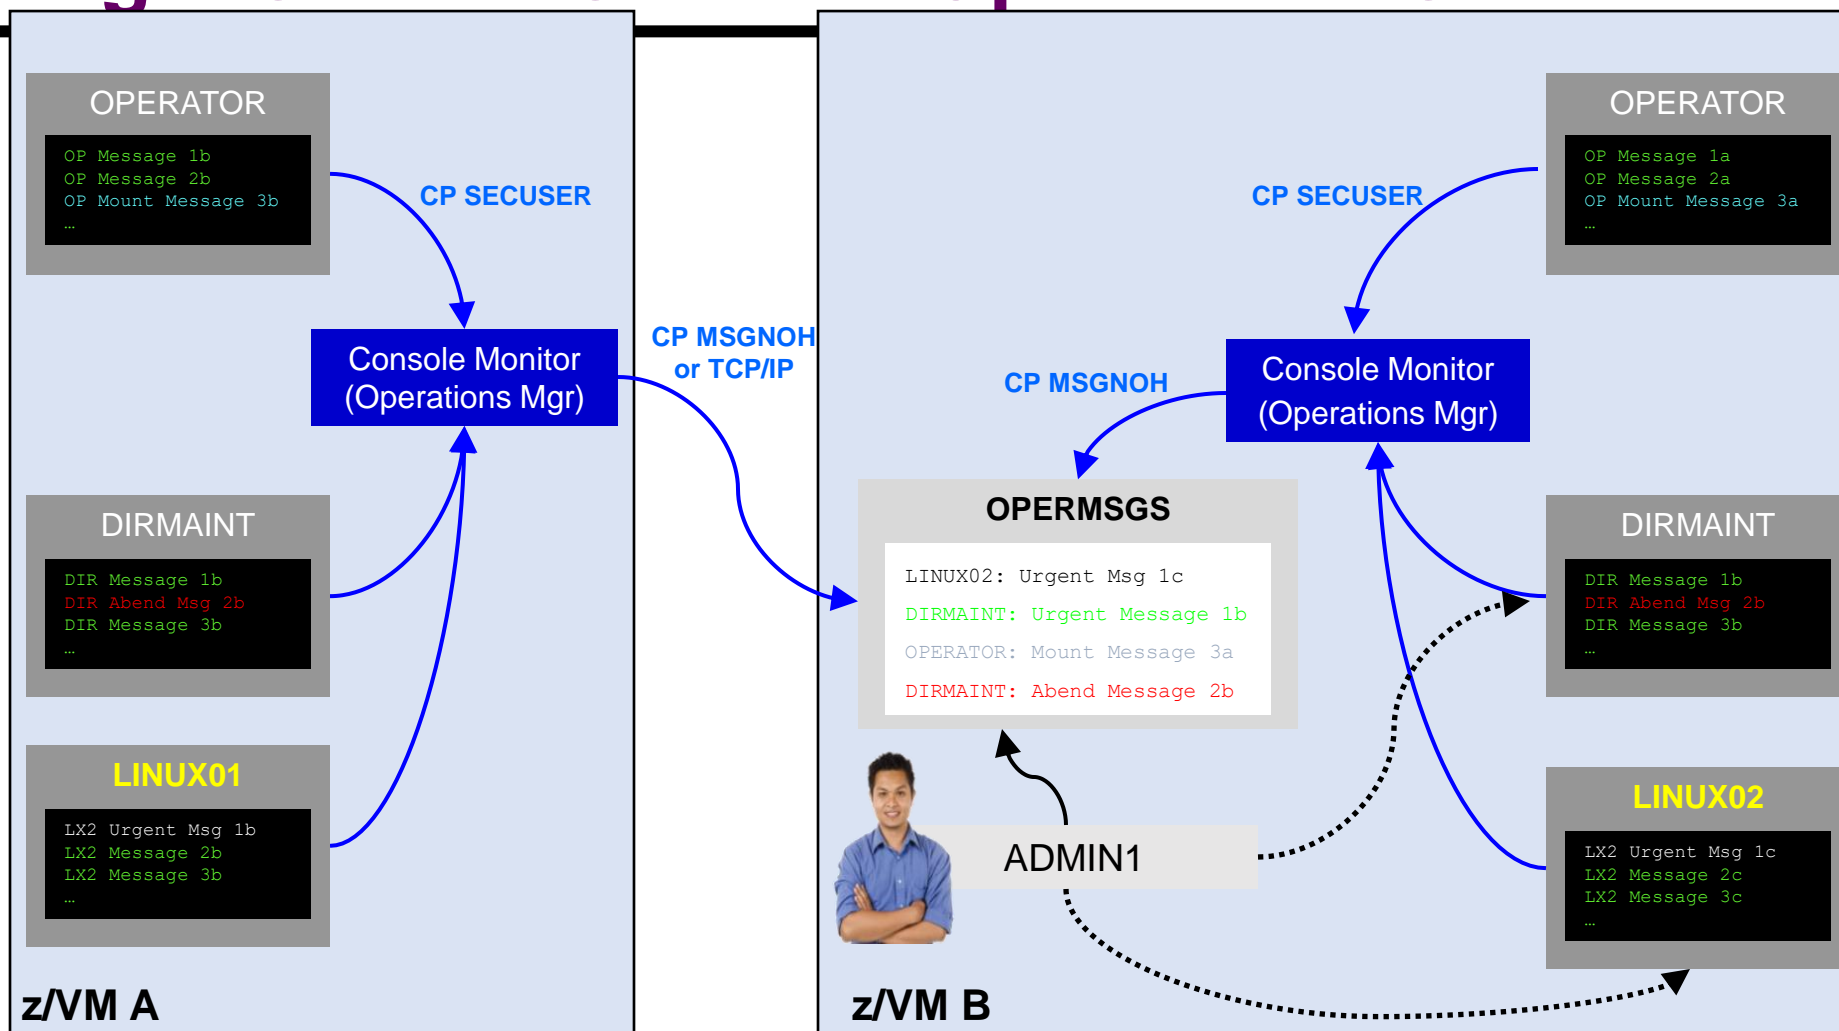 OPERATOR
OP Message 1b
OP Message 2b
OP Mount Message 3b
…
CP SECUSER
Console Monitor
(Operations Mgr)
DIRMAINT
DIR Message 1b
DIR Abend Msg 2b
DIR Message 3b
…
LINUX01
LX2 Urgent Msg 1b
LX2 Message 2b
LX2 Message 3b
…
z/VM A
CP MSGNOH
or TCP/IP
OPERATOR
OP Message 1a
OP Message 2a
OP Mount Message 3a
…
CP SECUSER
Console Monitor
(Operations Mgr)
CP MSGNOH
OPERMSGS
LINUX02: Urgent Msg 1c
DIRMAINT: Urgent Message 1b
OPERATOR: Mount Message 3a
DIRMAINT: Abend Message 2b
DIRMAINT
DIR Message 1b
DIR Abend Msg 2b
DIR Message 3b
…
ADMIN1
LINUX02
LX2 Urgent Msg 1c
LX2 Message 2c
LX2 Message 3c
…
z/VM B